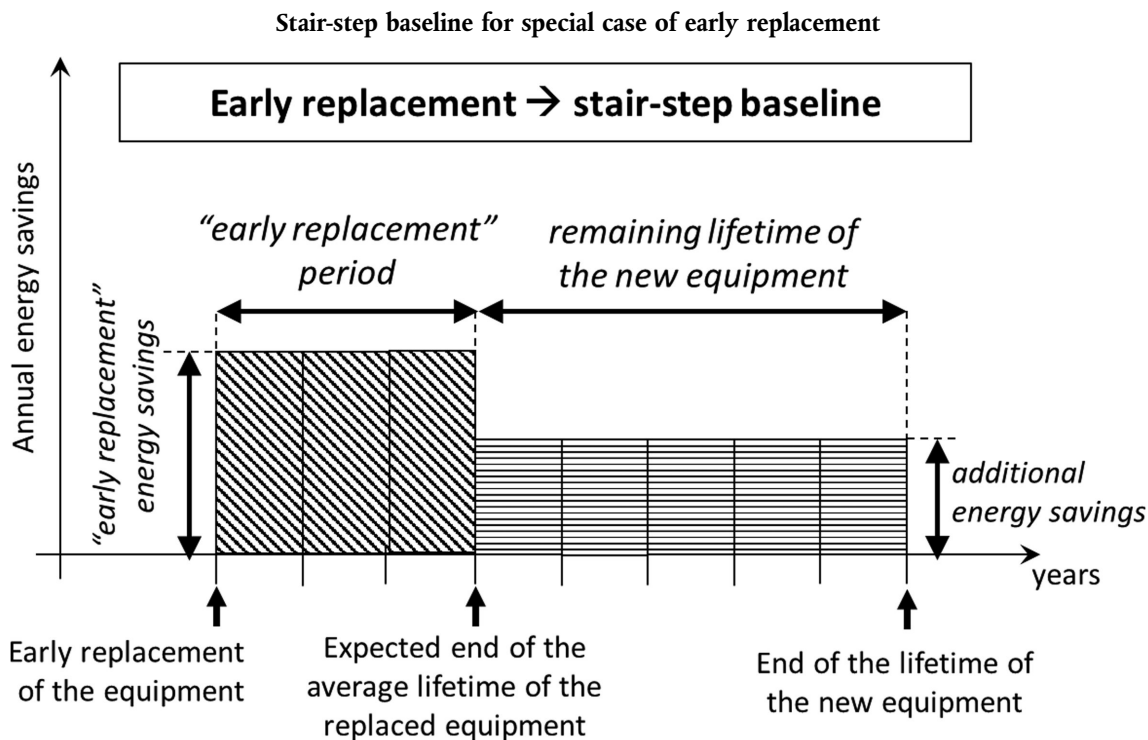 Stair-step baseline for special case of early replacement
Early replacement → stair-step baseline
Annual energy savings
“early replacement”
energy savings
“early replacement”
period
remaining lifetime of
the new equipment
additional
energy savings
years
Early replacement
of the equipment
Expected end of the
average lifetime of the
replaced equipment
End of the lifetime of
the new equipment